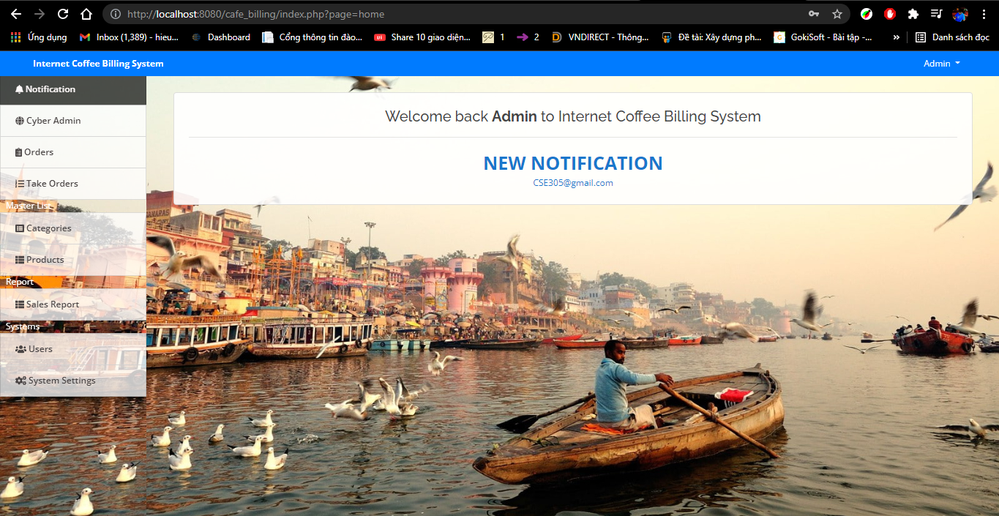 http://localhost:8080/cafe_billing/index.php?page=home
Ứng dụng
Inbox (1,389) - hieu...
Dashboard
Cổng thông tin đào...
Share 10 giao diện...
1
2
VNDIRECT - Thông...
Đề tài: Xây dựng ph...
GokiSoft - Bài tập -...
»
Danh sách đọc
Internet Coffee Billing System
Admin
Notification
Cyber Admin
Orders
Take Orders
Master List
Categories
Products
Report
Sales Report
Systems
Users
System Settings
Welcome back Admin to Internet Coffee Billing System
NEW NOTIFICATION
CSE305@gmail.com